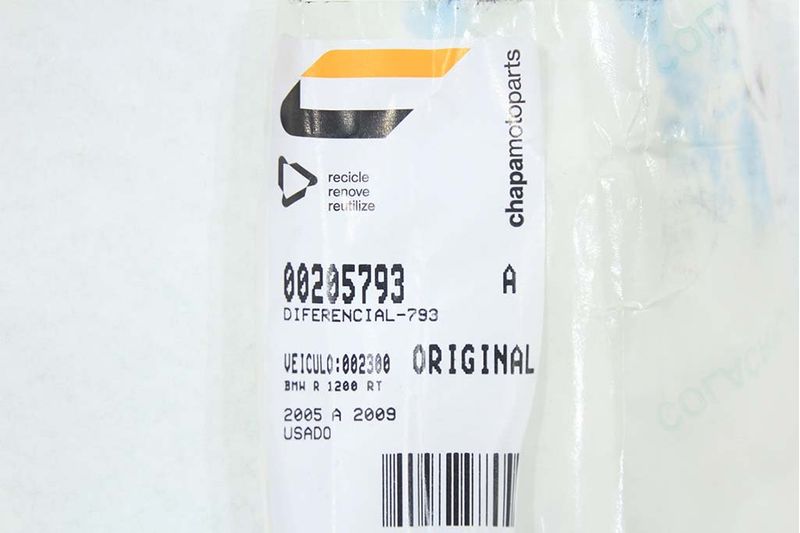 chapamotoparts
recicle
renove
reutilize
00205793 A
DIFERENCIAL-793
VEICULO:002300 ORIGINAL
BMW R 1200 RT
2005 A 2009
USADO